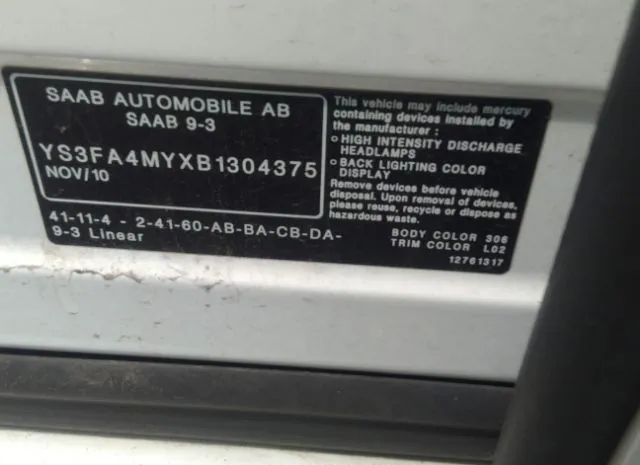 SAAB AUTOMOBILE AB
SAAB 9-3
YS3FA4MYXB1304375
NOV/10
41-11-4 - 2-41-60-AB-BA-CB-DA-
9-3 Linear
This vehicle may include mercury
containing devices installed by
the manufacturer :
o HIGH INTENSITY DISCHARGE
HEADLAMPS
o BACK LIGHTING COLOR
DISPLAY
Remove devices before vehicle
disposal. Upon removal of devices,
please reuse, recycle or dispose as
hazardous waste.
BODY COLOR 306
TRIM COLOR L02
12761317